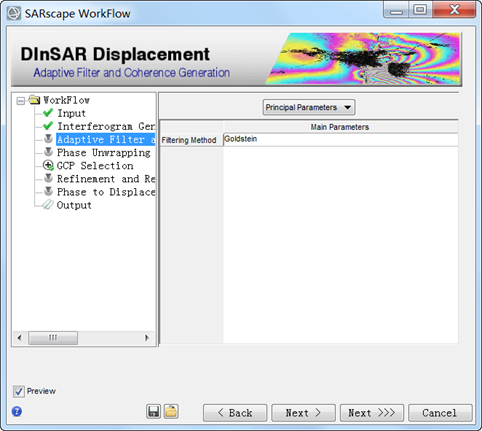 SARscape WorkFlow
DInSAR Displacement
Adaptive Filter and Coherence Generation
WorkFlow
Input
Interferogram Gen
Adaptive Filter a
Phase Unwrapping
GCP Selection
Refinement and Re
Phase to Displace
Output
Principal Parameters
Main Parameters
Filtering Method Goldstein
Preview
< Back Next > Next >>> Cancel